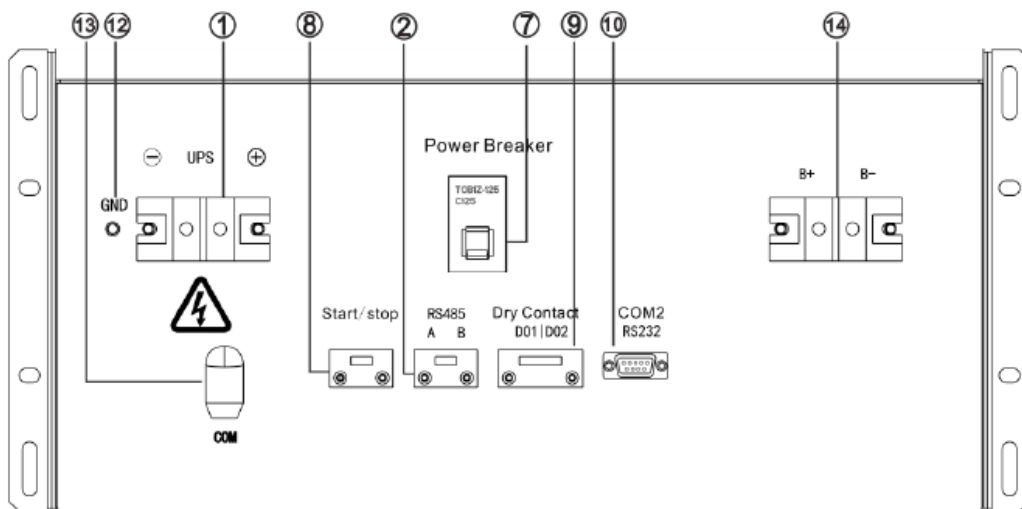 ⑬ ⑫ ① ⑧ ② ⑦ ⑨ ⑩ ⑭
Power Breaker
⊖ UPS ⊕
TOB1Z-125
C125
B+ B-
GND
Start/stop RS485 Dry Contact COM2
A B D01|D02 RS232
COM